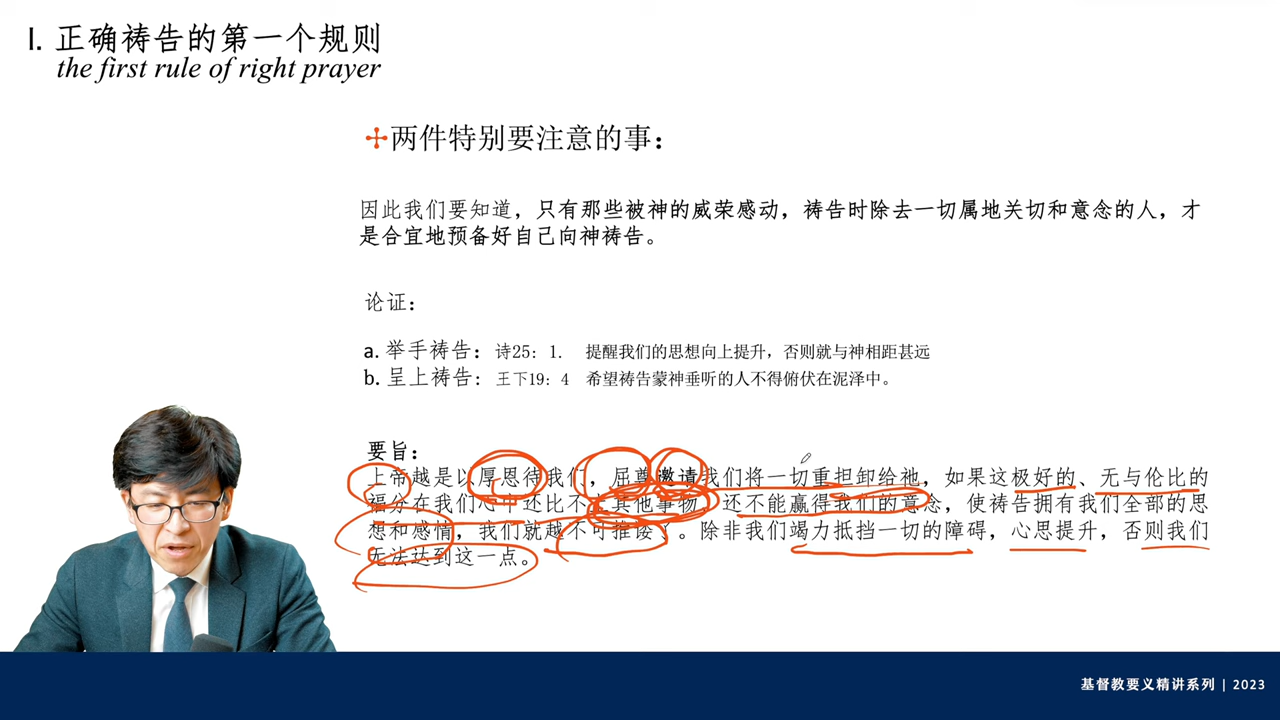 I. 正确祷告的第一个规则
the first rule of right prayer
两件特别要注意的事：
因此我们要知道，只有那些被神的威荣感动，祷告时除去一切属地关切和意念的人，才
是合宜地预备好自己向神祷告。
论证：
a. 举手祷告：诗25：1. 提醒我们的思想向上提升，否则就与神相距甚远
b. 呈上祷告：王下19：4 希望祷告蒙神垂听的人不得俯伏在泥泽中。
要旨：
上帝越是以厚恩待我们，屈尊邀请我们将一切重担卸给祂，如果这极好的、无与伦比的
福分在我们心中还比不上其他事物，还不能赢得我们的意念，使祷告拥有我们全部的思
想和感情，我们就越不可推诿了。除非我们竭力抵挡一切的障碍，心思提升，否则我们
无法达到这一点。
基督教要义精讲系列 | 2023